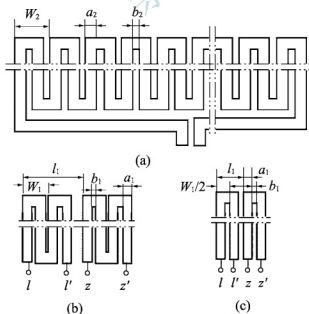 W₂ a₂ b₂
(a)
l₁ l₁
W₁ b₁ a₁ W₁/2 a₁ b₁
l l′ z z′ l l′ z z′
(b) (c)